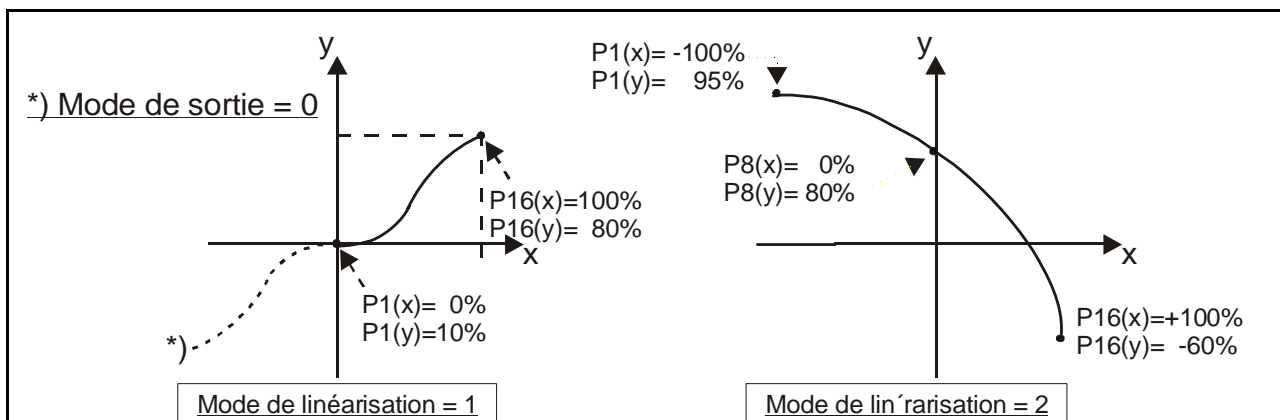 y
*) Mode de sortie = 0
P16(x)=100%
P16(y)= 80%
x
P1(x)= 0%
P1(y)=10%
*)
Mode de linéarisation = 1
P1(x)= -100%
P1(y)= 95%
y
P8(x)= 0%
P8(y)= 80%
x
P16(x)=+100%
P16(y)= -60%
Mode de lin´rarisation = 2